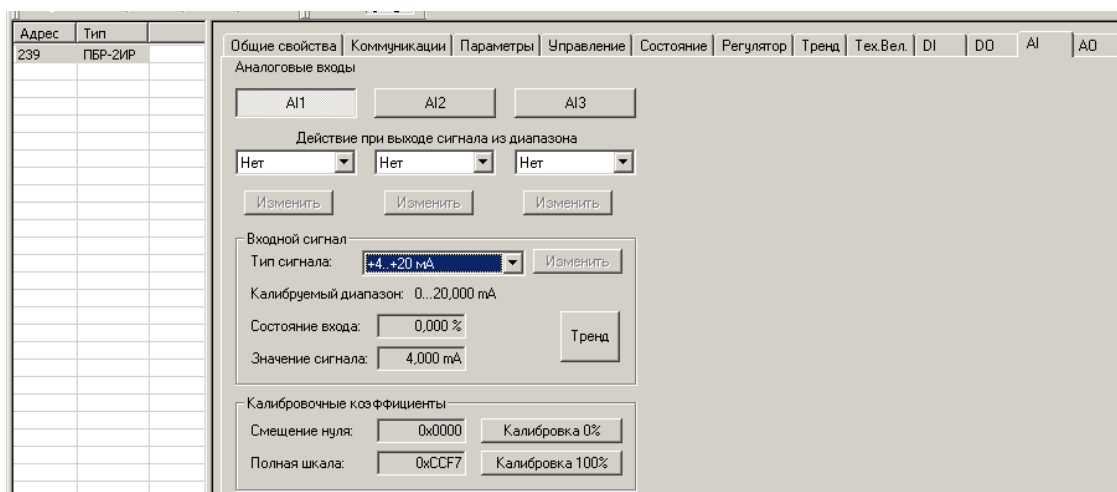 Адрес Тип
239 ПБР-2ИР
Общие свойства Коммуникации Параметры Управление Состояние Регулятор Тренд Тех.Вел. DI DO AI AO
Аналоговые входы
AI1 AI2 AI3
Действие при выходе сигнала из диапазона
Нет Нет Нет
Изменить Изменить Изменить
Входной сигнал
Тип сигнала: +4..+20 мА Изменить
Калибруемый диапазон: 0...20,000 mA
Состояние входа: 0,000 %
Тренд
Значение сигнала: 4,000 mA
Калибровочные коэффициенты
Смещение нуля: 0x0000 Калибровка 0%
Полная шкала: 0xCCF7 Калибровка 100%